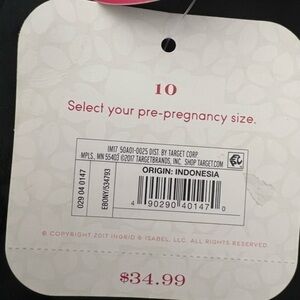 10
Select your pre-pregnancy size.
IM17 50A01-0025 DIST. BY TARGET CORP
MPLS, MN 55403 ©2017 TARGETBRANDS, INC. SHOP TARGET.COM
ORIGIN: INDONESIA
029 04 0147
EBONY/534793
4 90290 40147 0
© COPYRIGHT 2017 INGRID & ISABEL, LLC. ALL RIGHTS RESERVED
$34.99